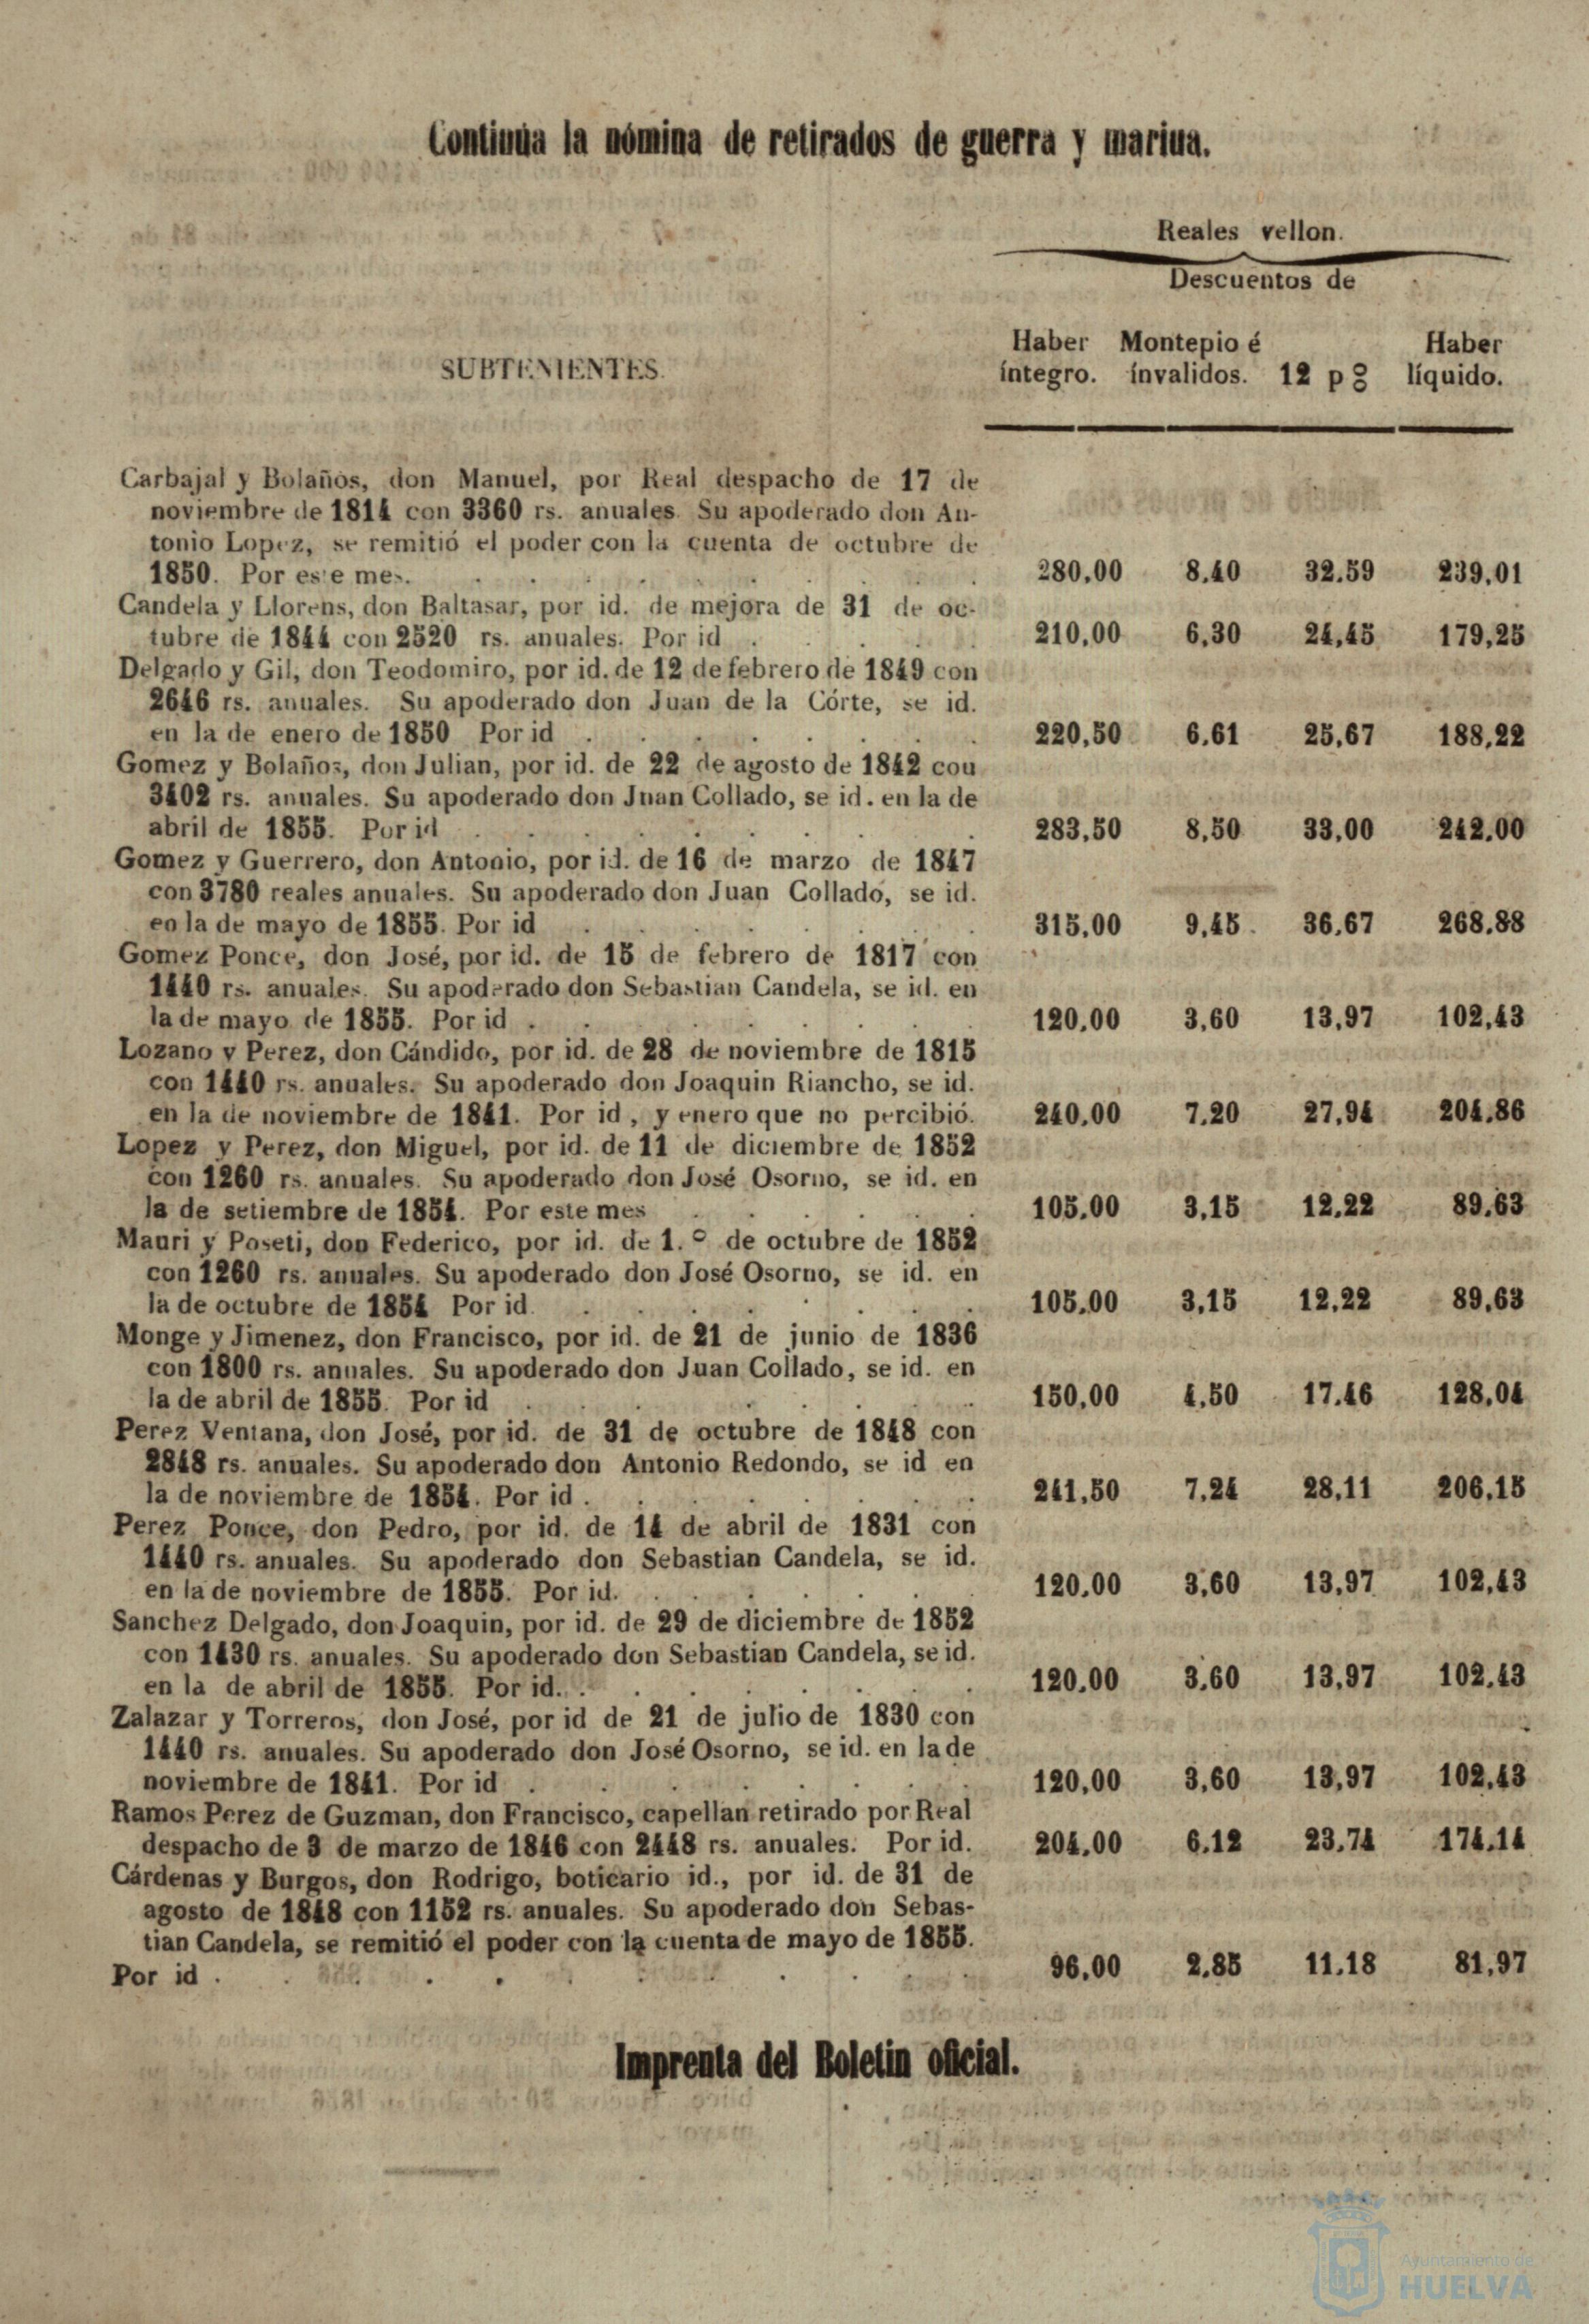 Continúa la nómina de retirados de guerra y marina.
Reales vellon.
Descuentos de
Haber Montepio é Haber
SUBTENIENTES.
íntegro. ínvalidos. 12 p 0/0 líquido.
Carbajal y Bolaños, don Manuel, por Real despacho de 17 de
noviembre de 1814 con 3360 rs. anuales. Su apoderado don An-
tonio Lopez, se remitió el poder con la cuenta de octubre de
1850. Por este mes. 280,00 8,40 32.59 239,01
Candela y Llorens, don Baltasar, por id. de mejora de 31 de oc-
tubre de 1844 con 2520 rs. anuales. Por id . 210,00 6,30 24,45 179,25
Delgado y Gil, don Teodomiro, por id. de 12 de febrero de 1849 con
2646 rs. anuales. Su apoderado don Juan de la Córte, se id.
en la de enero de 1850 Por id . 220,50 6,61 25,67 188,22
Gomez y Bolaños, don Julian, por id. de 22 de agosto de 1842 con
3402 rs. anuales. Su apoderado don Juan Collado, se id. en la de
abril de 1855. Por id . 283,50 8,50 33,00 242,00
Gomez y Guerrero, don Antonio, por id. de 16 de marzo de 1847
con 3780 reales anuales. Su apoderado don Juan Collado, se id.
en la de mayo de 1855. Por id . 315,00 9,45 36,67 268.88
Gomez Ponce, don José, por id. de 15 de febrero de 1817 con
1440 rs. anuales. Su apoderado don Sebastian Candela, se id. en
la de mayo de 1855. Por id . 120,00 3,60 13,97 102,43
Lozano y Perez, don Cándido, por id. de 28 de noviembre de 1815
con 1440 rs. anuales. Su apoderado don Joaquin Riancho, se id.
en la de noviembre de 1841. Por id, y enero que no percibió. 240,00 7,20 27,94 204,86
Lopez y Perez, don Miguel, por id. de 11 de diciembre de 1852
con 1260 rs. anuales. Su apoderado don José Osorno, se id. en
la de setiembre de 1854. Por este mes . 105,00 3,15 12,22 89,63
Mauri y Poseti, don Federico, por id. de 1.º de octubre de 1852
con 1260 rs. anuales. Su apoderado don José Osorno, se id. en
la de octubre de 1854 Por id. 105,00 3,15 12,22 89,63
Monge y Jimenez, don Francisco, por id. de 21 de junio de 1836
con 1800 rs. anuales. Su apoderado don Juan Collado, se id. en
la de abril de 1855. Por id . 150,00 4,50 17.46 128,04
Perez Ventana, don José, por id. de 31 de octubre de 1848 con
2848 rs. anuales. Su apoderado don Antonio Redondo, se id en
la de noviembre de 1854. Por id . 241,50 7,24 28,11 206,15
Perez Ponce, don Pedro, por id. de 14 de abril de 1831 con
1440 rs. anuales. Su apoderado don Sebastian Candela, se id.
en la de noviembre de 1855. Por id. 120,00 3,60 13,97 102,43
Sanchez Delgado, don Joaquin, por id. de 29 de diciembre de 1852
con 1430 rs. anuales. Su apoderado don Sebastian Candela, se id.
en la de abril de 1855. Por id. . 120,00 3,60 13,97 102,43
Zalazar y Torreros, don José, por id de 21 de julio de 1830 con
1440 rs. anuales. Su apoderado don José Osorno, se id. en la de
noviembre de 1841. Por id . 120,00 3,60 13,97 102,43
Ramos Perez de Guzman, don Francisco, capellan retirado por Real
despacho de 3 de marzo de 1846 con 2448 rs. anuales. Por id. 204,00 6,12 23,74 174,14
Cárdenas y Burgos, don Rodrigo, boticario id., por id. de 31 de
agosto de 1848 con 1152 rs. anuales. Su apoderado don Sebas-
tian Candela, se remitió el poder con la cuenta de mayo de 1855.
Por id . 96,00 2,85 11,18 81,97
Imprenta del Boletin oficial.
Ayuntamiento de
HUELVA